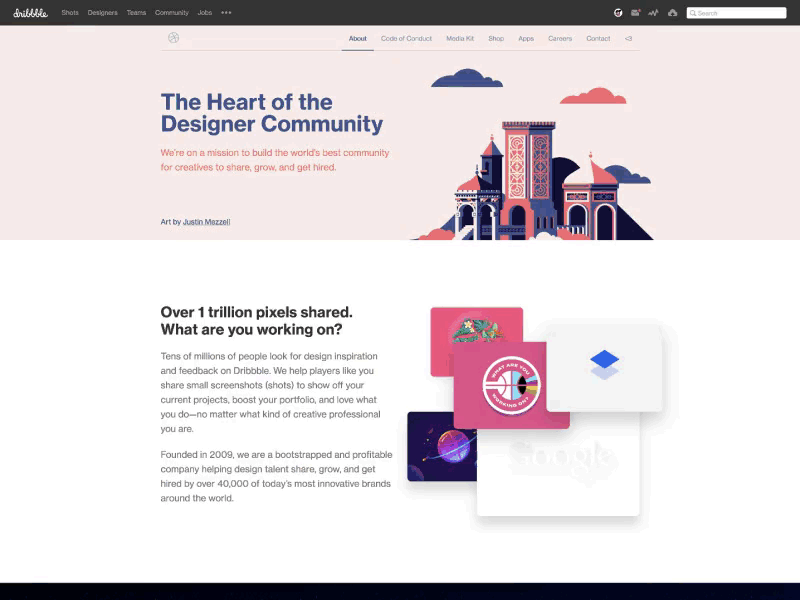 dribbble Shots Designers Teams Community Jobs Search
About Code of Conduct Media Kit Shop Apps Careers Contact <3
The Heart of the
Designer Community
We're on a mission to build the world's best community
for creatives to share, grow, and get hired.
Art by Justin Mezzell
Over 1 trillion pixels shared.
What are you working on?
Tens of millions of people look for design inspiration
and feedback on Dribbble. We help players like you
share small screenshots (shots) to show off your
current projects, boost your portfolio, and love what
you do—no matter what kind of creative professional
you are.
Founded in 2009, we are a bootstrapped and profitable
company helping design talent share, grow, and get
hired by over 40,000 of today's most innovative brands
around the world.
WHAT ARE YOU
WORKING ON?
Google